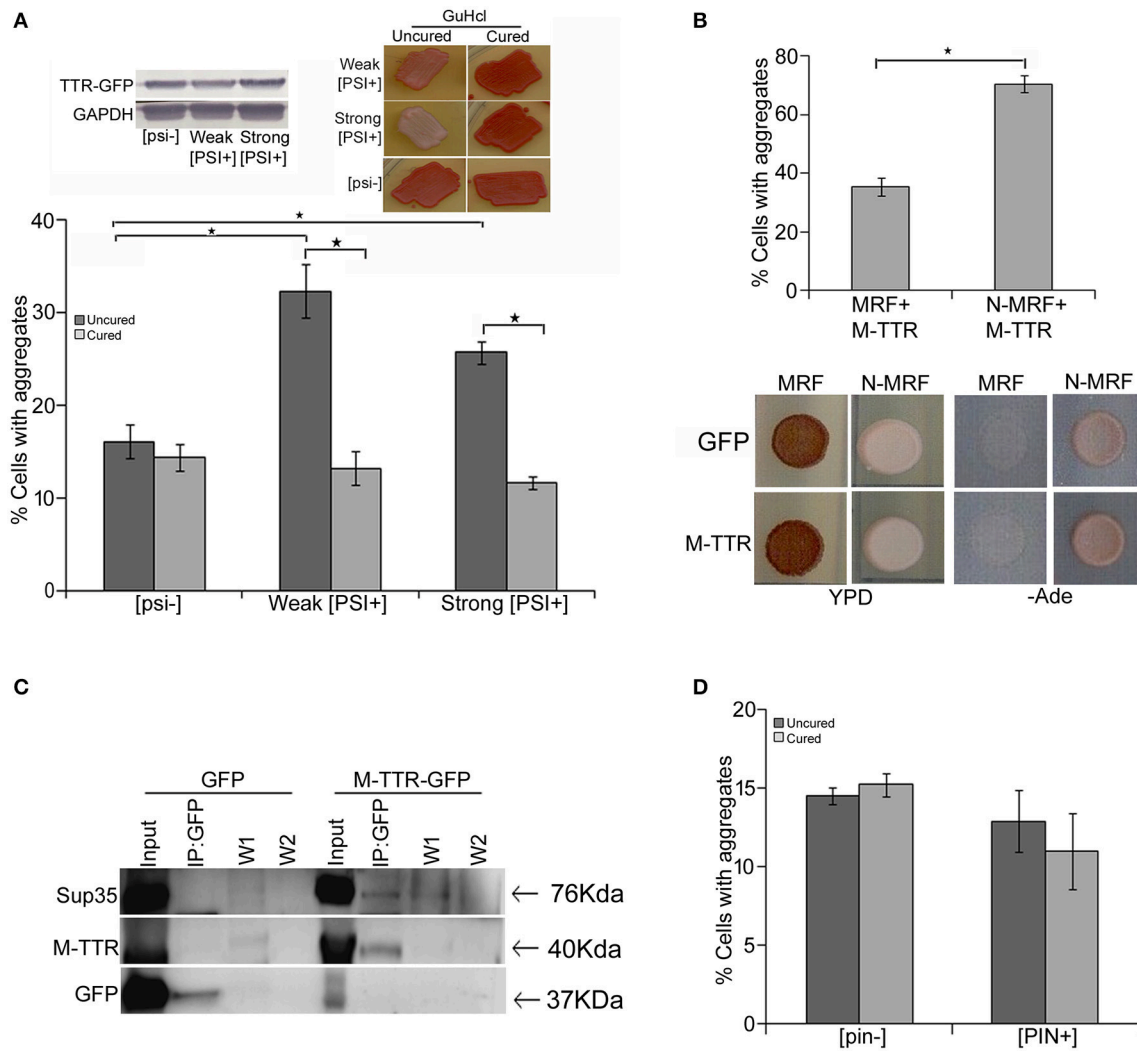 A
GuHcl
Uncured Cured
Weak
[PSI+]
Strong
[PSI+]
[psi-]
TTR-GFP
GAPDH
[psi-] Weak Strong
[PSI+] [PSI+]
% Cells with aggregates
40
30
20
10
0
Uncured
Cured
[psi-] Weak [PSI+] Strong [PSI+]
B
% Cells with aggregates
80
60
40
20
0
MRF+ N-MRF+
M-TTR M-TTR
MRF N-MRF MRF N-MRF
GFP
M-TTR
YPD -Ade
C
GFP M-TTR-GFP
Input IP:GFP W1 W2 Input IP:GFP W1 W2
Sup35 ← 76Kda
M-TTR ← 40Kda
GFP ← 37KDa
D
% Cells with aggregates
20
15
10
5
0
Uncured
Cured
[pin-] [PIN+]